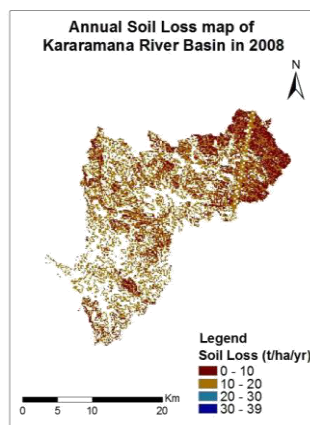 Annual Soil Loss map of
Kararamana River Basin in 2008
N
Legend
Soil Loss (t/ha/yr)
0 - 10
10 - 20
20 - 30
30 - 39
Km
0 5 10 20